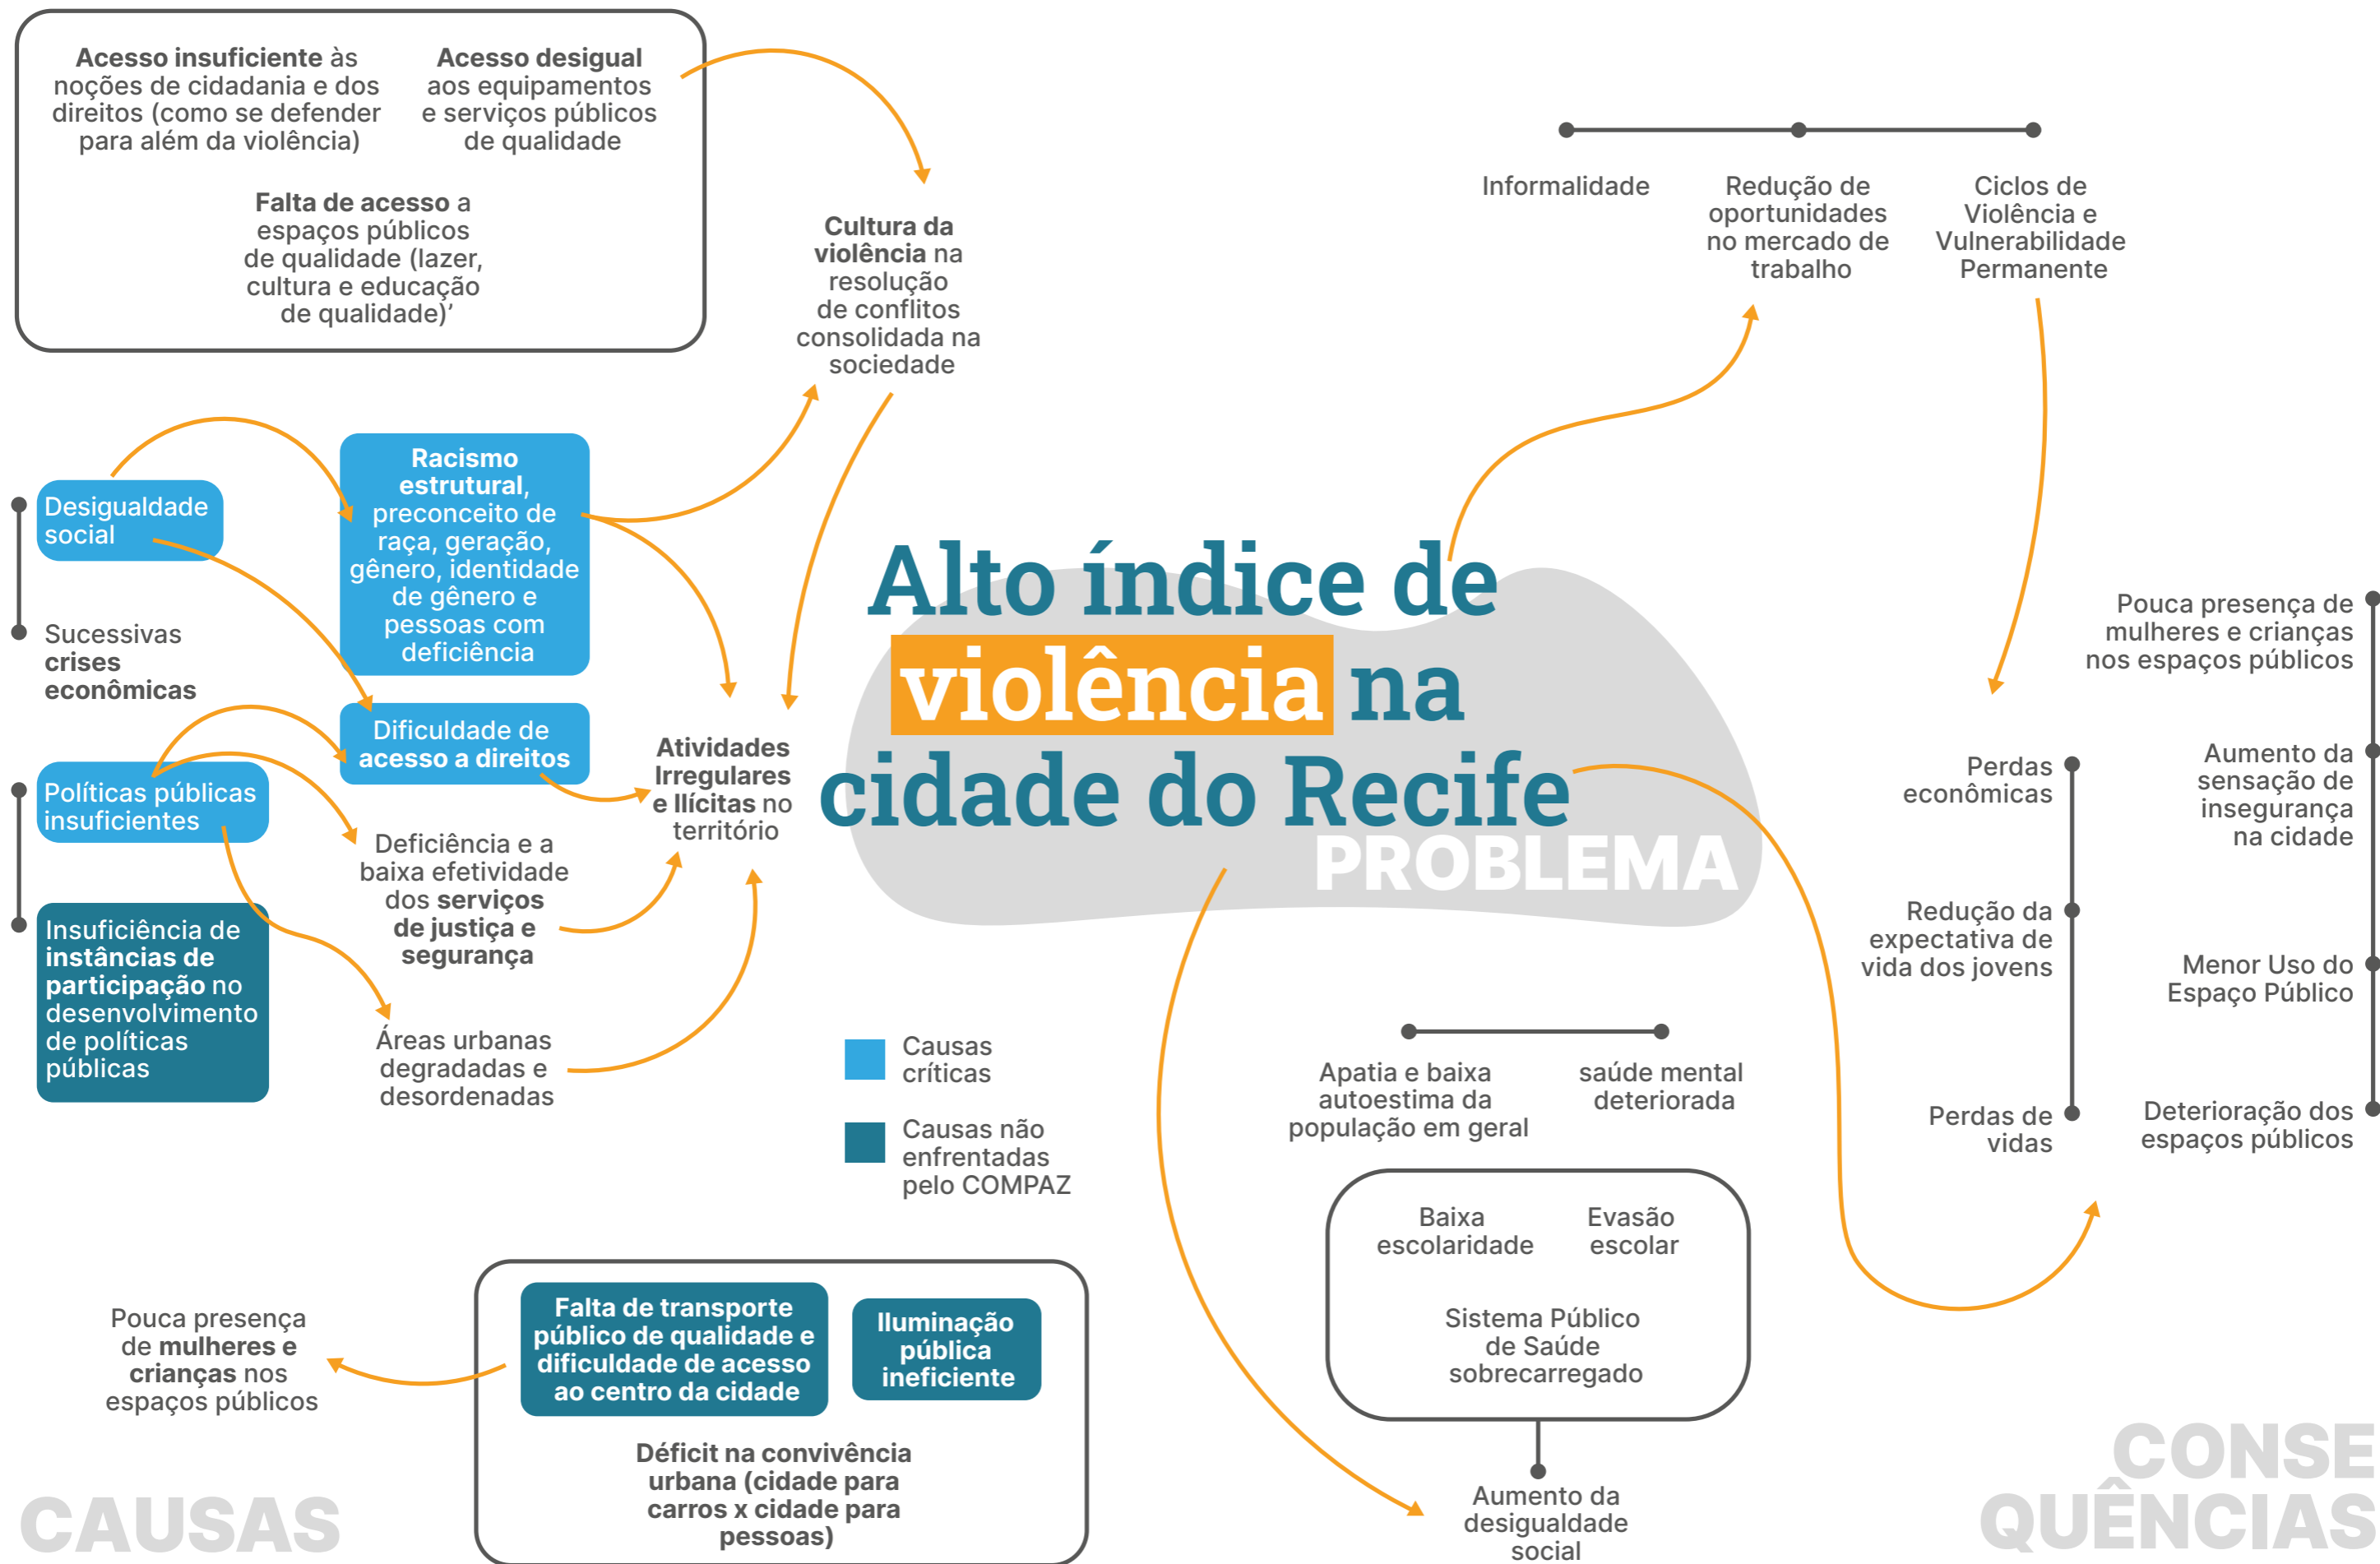 Acesso insuficiente às
noções de cidadania e dos
direitos (como se defender
para além da violência)
Acesso desigual
aos equipamentos
e serviços públicos
de qualidade
Falta de acesso a
espaços públicos
de qualidade (lazer,
cultura e educação
de qualidade)’
Cultura da
violência na
resolução
de conflitos
consolidada na
sociedade
Desigualdade
social
Sucessivas
crises
econômicas
Racismo
estrutural,
preconceito de
raça, geração,
gênero, identidade
de gênero e
pessoas com
deficiência
Dificuldade de
acesso a direitos
Políticas públicas
insuficientes
Insuficiência de
instâncias de
participação no
desenvolvimento
de políticas
públicas
Deficiência e a
baixa efetividade
dos serviços
de justiça e
segurança
Áreas urbanas
degradadas e
desordenadas
Atividades
Irregulares
e Ilícitas no
território
Alto índice de
violência na
cidade do Recife
PROBLEMA
Causas
críticas
Causas não
enfrentadas
pelo COMPAZ
Pouca presença
de mulheres e
crianças nos
espaços públicos
Falta de transporte
público de qualidade e
dificuldade de acesso
ao centro da cidade
Iluminação
pública
ineficiente
Déficit na convivência
urbana (cidade para
carros x cidade para
pessoas)
CAUSAS
Informalidade
Redução de
oportunidades
no mercado de
trabalho
Ciclos de
Violência e
Vulnerabilidade
Permanente
Perdas
econômicas
Redução da
expectativa de
vida dos jovens
Perdas de
vidas
Pouca presença de
mulheres e crianças
nos espaços públicos
Aumento da
sensação de
insegurança
na cidade
Menor Uso do
Espaço Público
Deterioração dos
espaços públicos
Apatia e baixa
autoestima da
população em geral
saúde mental
deteriorada
Baixa
escolaridade
Evasão
escolar
Sistema Público
de Saúde
sobrecarregado
Aumento da
desigualdade
social
CONSE
QUÊNCIAS